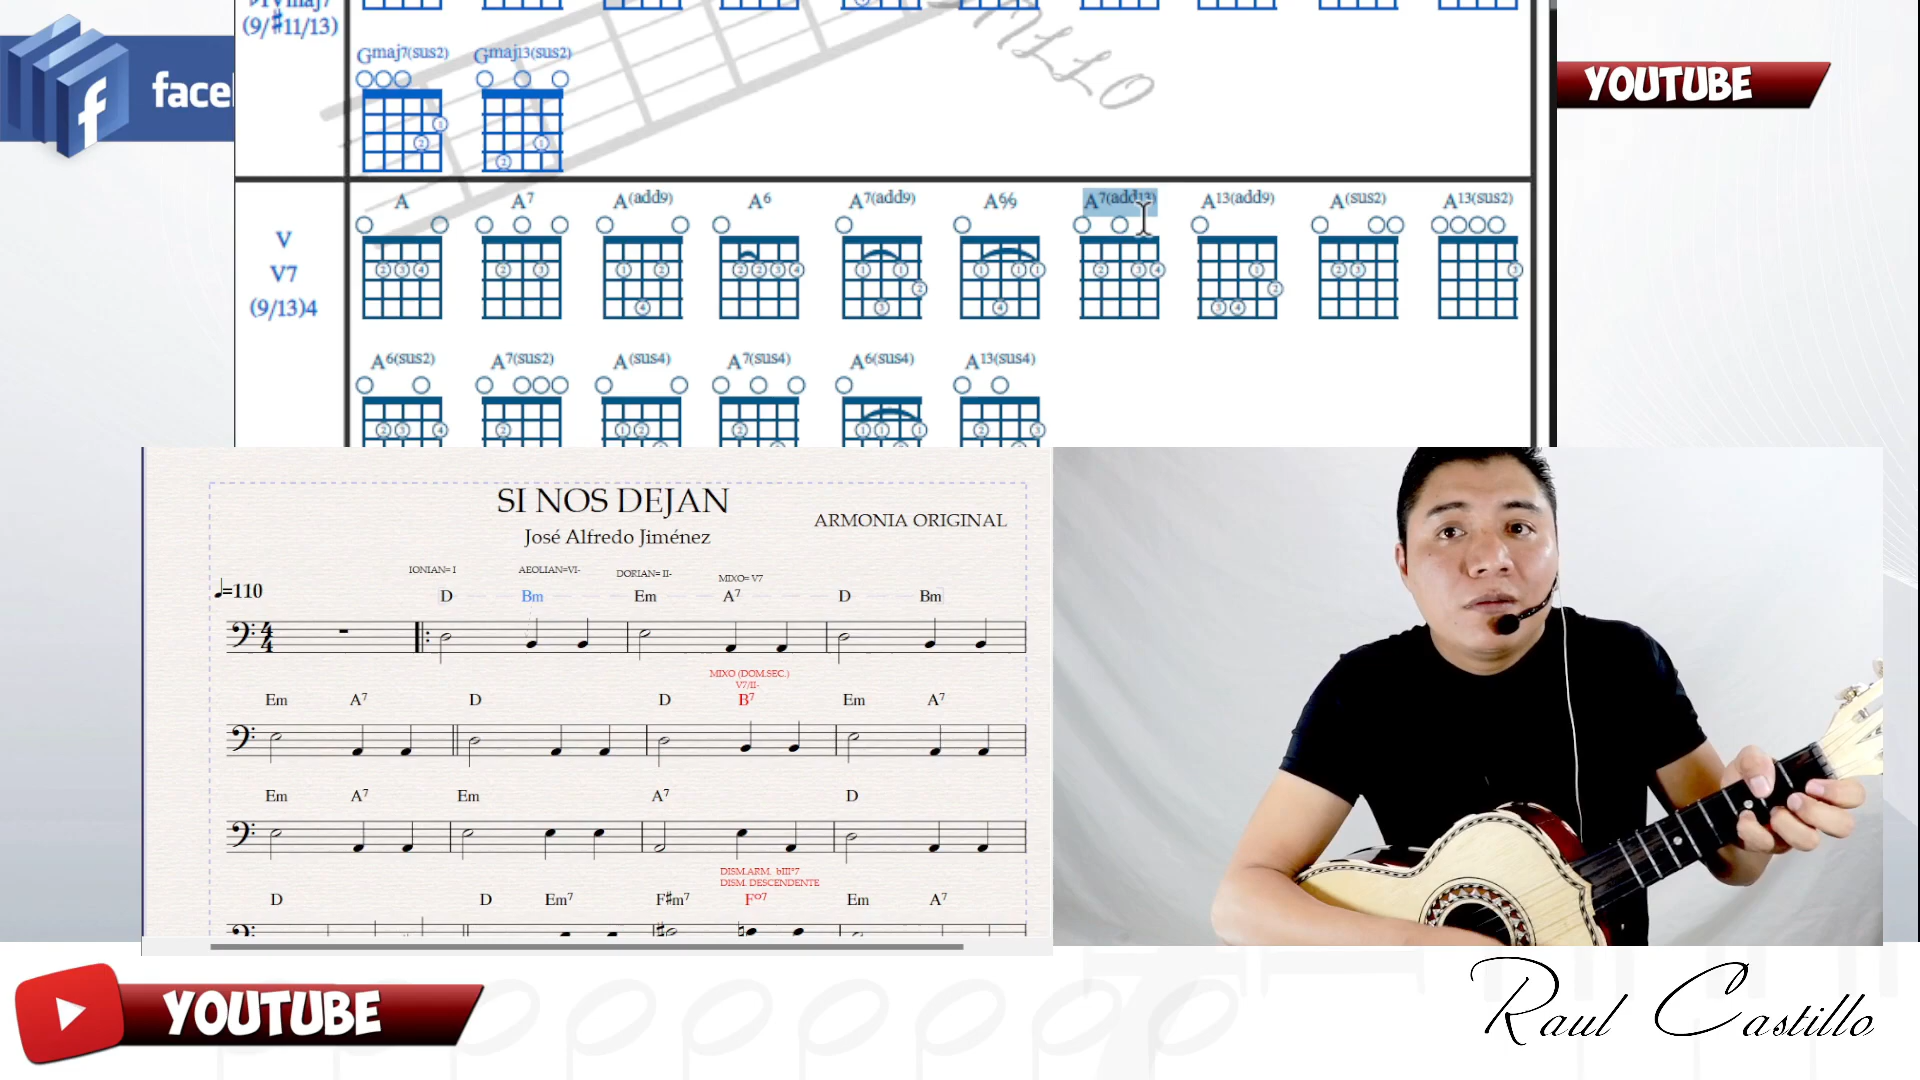 (9/#11/13)
Gmaj7(sus2) Gmaj13(sus2)
face
YOUTUBE
A A7 A(add9) A6 A7(add9) A6/9 A7(add13) A13(add9) A(sus2) A13(sus2)
V
V7
(9/13)4
A6(sus2) A7(sus2) A(sus4) A7(sus4) A6(sus4) A13(sus4)
SI NOS DEJAN
José Alfredo Jiménez
ARMONIA ORIGINAL
IONIAN= I AEOLIAN=VI- DORIAN= II- MIXO= V7
♩=110
D Bm Em A7 D Bm
MIXO (DOM.SEC.)
V7/II-
Em A7 D D B7 Em A7
Em A7 Em A7 D
DISM.ARM. bIIIº7
DISM. DESCENDENTE
D D Em7 F#m7 Fº7 Em A7
YOUTUBE
Raul Castillo